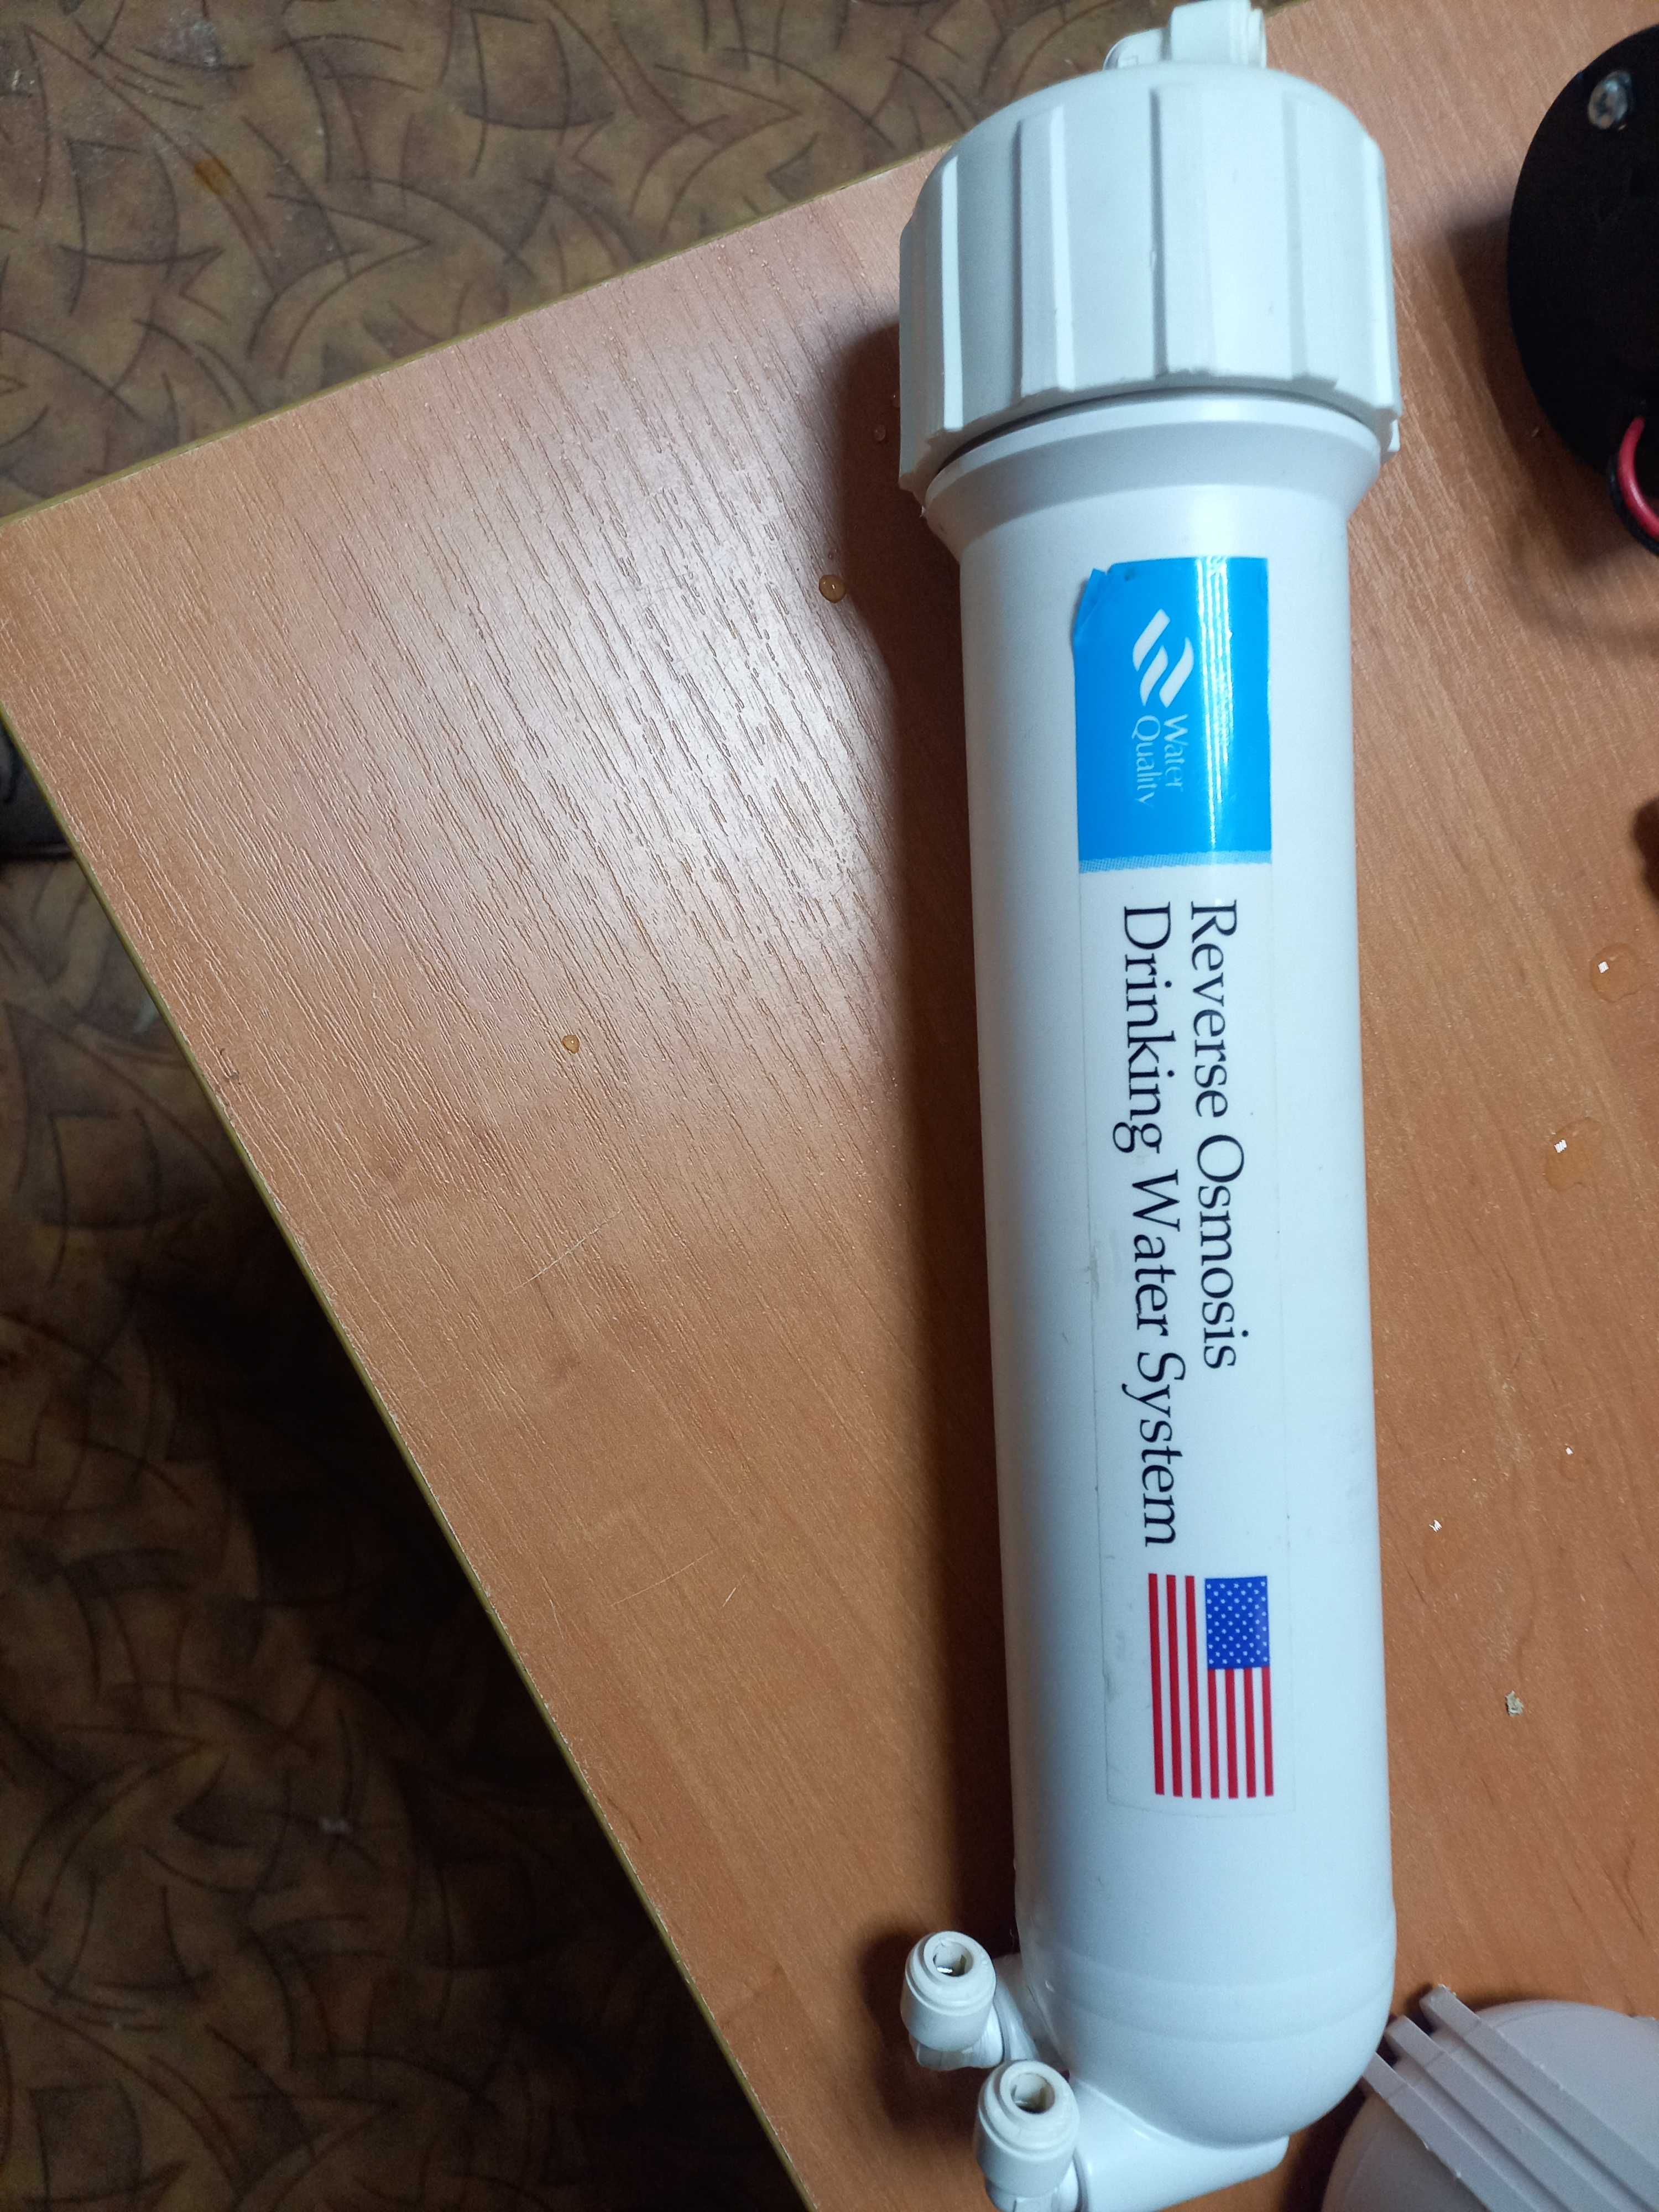 Water
Quality
Reverse Osmosis
Drinking Water System